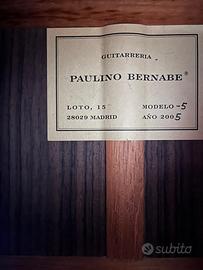 GUITARRERIA
PAULINO BERNABE®
LOTO, 15 MODELO -5
28029 MADRID AÑO 2005
subito